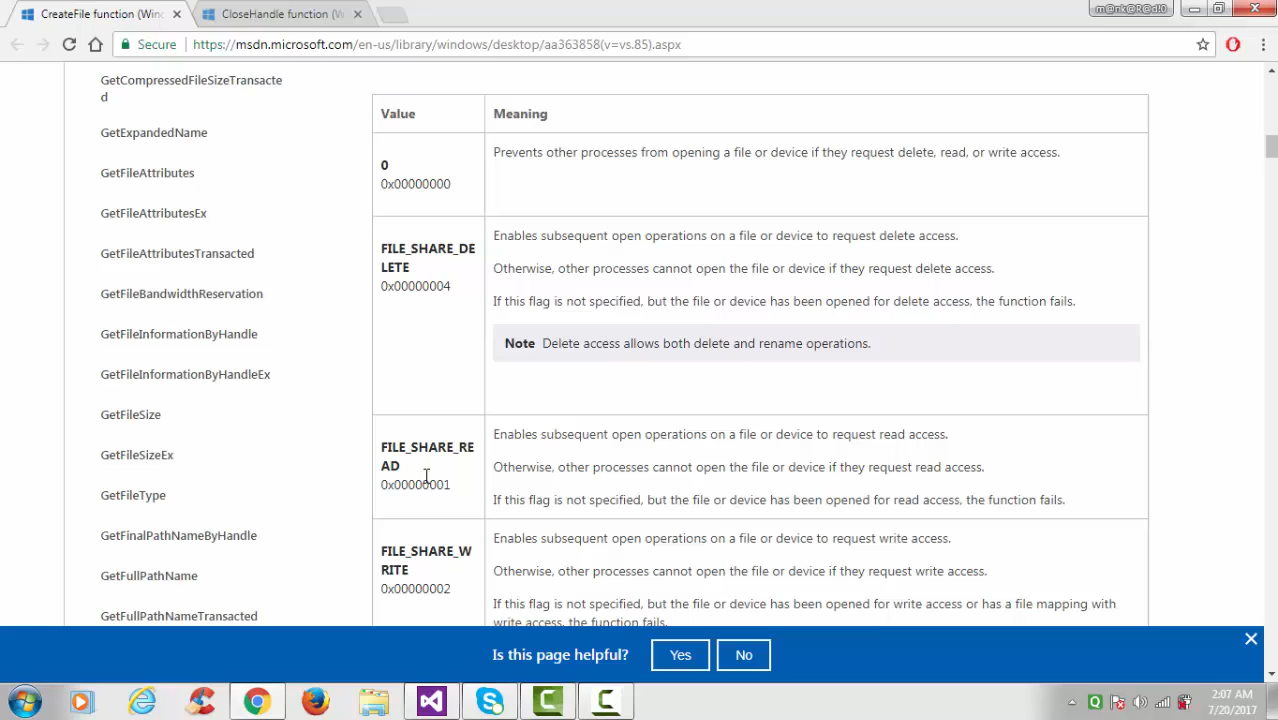 CreateFile function (Win
CloseHandle function (W
m@nk@R@dI0
Secure
https://msdn.microsoft.com/en-us/library/windows/desktop/aa363858(v=vs.85).aspx
GetCompressedFileSizeTransacte
d
GetExpandedName
GetFileAttributes
GetFileAttributesEx
GetFileAttributesTransacted
GetFileBandwidthReservation
GetFileInformationByHandle
GetFileInformationByHandleEx
GetFileSize
GetFileSizeEx
GetFileType
GetFinalPathNameByHandle
GetFullPathName
GetFullPathNameTransacted
Value Meaning
0
0x00000000
Prevents other processes from opening a file or device if they request delete, read, or write access.
FILE_SHARE_DE
LETE
0x00000004
Enables subsequent open operations on a file or device to request delete access.
Otherwise, other processes cannot open the file or device if they request delete access.
If this flag is not specified, but the file or device has been opened for delete access, the function fails.
Note Delete access allows both delete and rename operations.
FILE_SHARE_RE
AD
0x00000001
Enables subsequent open operations on a file or device to request read access.
Otherwise, other processes cannot open the file or device if they request read access.
If this flag is not specified, but the file or device has been opened for read access, the function fails.
FILE_SHARE_W
RITE
0x00000002
Enables subsequent open operations on a file or device to request write access.
Otherwise, other processes cannot open the file or device if they request write access.
If this flag is not specified, but the file or device has been opened for write access or has a file mapping with
write access, the function fails.
Is this page helpful? Yes No
2:07 AM
7/20/2017